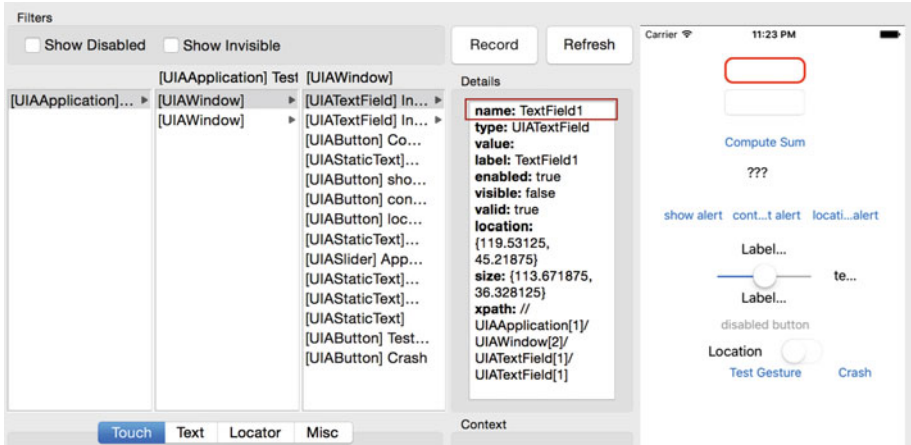 Filters
Show Disabled
Show Invisible
Record
Refresh
[UIAApplication] Test
[UIAWindow]
[UIAApplication]...
[UIAWindow]
[UIAWindow]
[UIATextField] In...
[UIATextField] In...
[UIAButton] Co...
[UIAStaticText]...
[UIAButton] sho...
[UIAButton] con...
[UIAButton] loc...
[UIAStaticText]...
[UIASlider] App...
[UIAStaticText]...
[UIAStaticText]...
[UIAStaticText]
[UIAButton] Test...
[UIAButton] Crash
Touch
Text
Locator
Misc
Details
name: TextField1
type: UIATextField
value:
label: TextField1
enabled: true
visible: false
valid: true
location:
{119.53125,
45.21875}
size: {113.671875,
36.328125}
xpath: //
UIAApplication[1]/
UIAWindow[2]/
UIATextField[1]/
UIATextField[1]
Context
Carrier 11:23 PM
Compute Sum
???
show alert cont...t alert locati...alert
Label...
te...
Label...
disabled button
Location
Test Gesture Crash